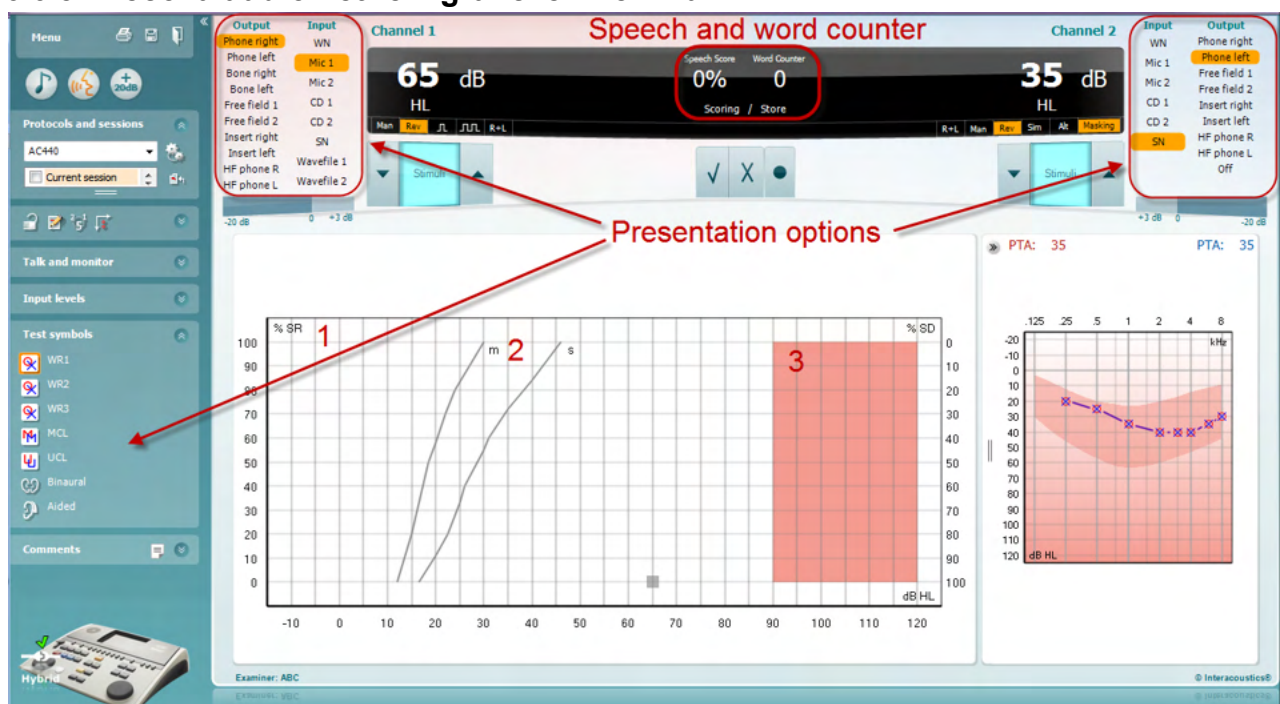 Menu
Output Input
Phone right WN
Phone left Mic 1
Bone right Mic 2
Bone left
Free field 1 CD 1
Free field 2 CD 2
Insert right SN
Insert left Wavefile 1
HF phone R Wavefile 2
HF phone L
Channel 1
Speech and word counter
Channel 2
Input Output
WN Phone right
Mic 1 Phone left
Mic 2 Free field 1
Free field 2
CD 1 Insert right
CD 2 Insert left
SN HF phone R
HF phone L
Off
65 dB
HL
Speech Score Word Counter
0% 0
Scoring / Store
35 dB
HL
Man Rev R+L
R+L Man Rev Sim Alt Masking
20dB
Protocols and sessions
AC440
Current session
Stimuli
Stimuli
-20 dB 0 +3 dB
+3 dB 0 -20 dB
Presentation options
Talk and monitor
Input levels
Test symbols
WR1
WR2
WR3
MCL
UCL
Binaural
Aided
Comments
Hybrid
% SR 1 m 2 s 3 % SD
100 90 80 70 60 50 40 30 20 10 0
0 10 20 30 40 50 60 70 80 90 100
dB HL
-10 0 10 20 30 40 50 60 70 80 90 100 110 120
PTA: 35 PTA: 35
.125 .25 .5 1 2 4 8
kHz
-20 -10 0 10 20 30 40 50 60 70 80 90 100 110 120
dB HL
Examiner: ABC
© Interacoustics®